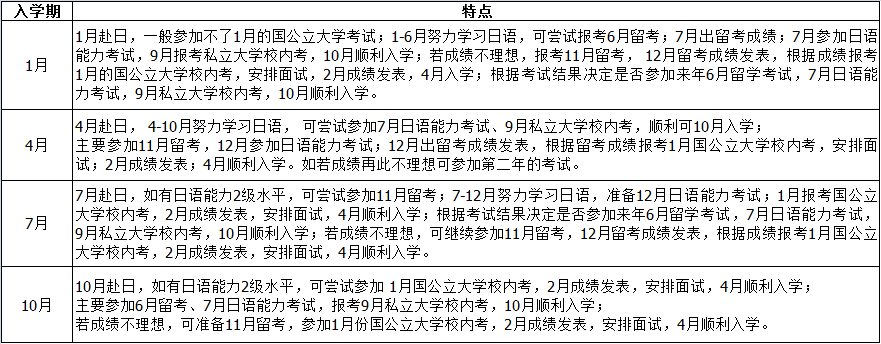 入学期 特点
1月赴日，一般参加不了1月的国公立大学考试；1-6月努力学习日语，可尝试报考6月留考；7月出留考成绩；7月参加日语
能力考试，9月报考私立大学校内考，10月顺利入学；若成绩不理想，报考11月留考， 12月留考成绩发表，根据成绩报考
1月
1月的国公立大学校内考，安排面试，2月成绩发表，4月入学；根据考试结果决定是否参加来年6月留学考试，7月日语能
力考试，9月私立大学校内考，10月顺利入学。
4月赴日， 4-10月努力学习日语， 可尝试参加7月日语能力考试、9月私立大学校内考，顺利可10月入学；
4月
主要参加11月留考，12月参加日语能力考试；12月出留考成绩发表，根据留考成绩报考1月国公立大学校内考，安排面
试；2月成绩发表；4月顺利入学。如若成绩再此不理想可参加第二年的考试。
7月赴日，如有日语能力2级水平，可尝试参加11月留考；7-12月努力学习日语，准备12月日语能力考试；1月报考国公立
大学校内考，2月成绩发表，安排面试，4月顺利入学；根据考试结果决定是否参加来年6月留学考试，7月日语能力考试，
7月
9月私立大学校内考，10月顺利入学；若成绩不理想，可继续参加11月留考，12月留考成绩发表，根据成绩报考1月国公立
大学校内考，2月成绩发表，安排面试，4月顺利入学。
10月赴日，如有日语能力2级水平，可尝试参加 1月国公立大学校内考，2月成绩发表，安排面试，4月顺利入学；
10月
主要参加6月留考、7月日语能力考试，报考9月私立大学校内考，10月顺利入学；
若成绩不理想，可准备11月留考，参加1月份国公立大学校内考，2月成绩发表，安排面试，4月顺利入学。